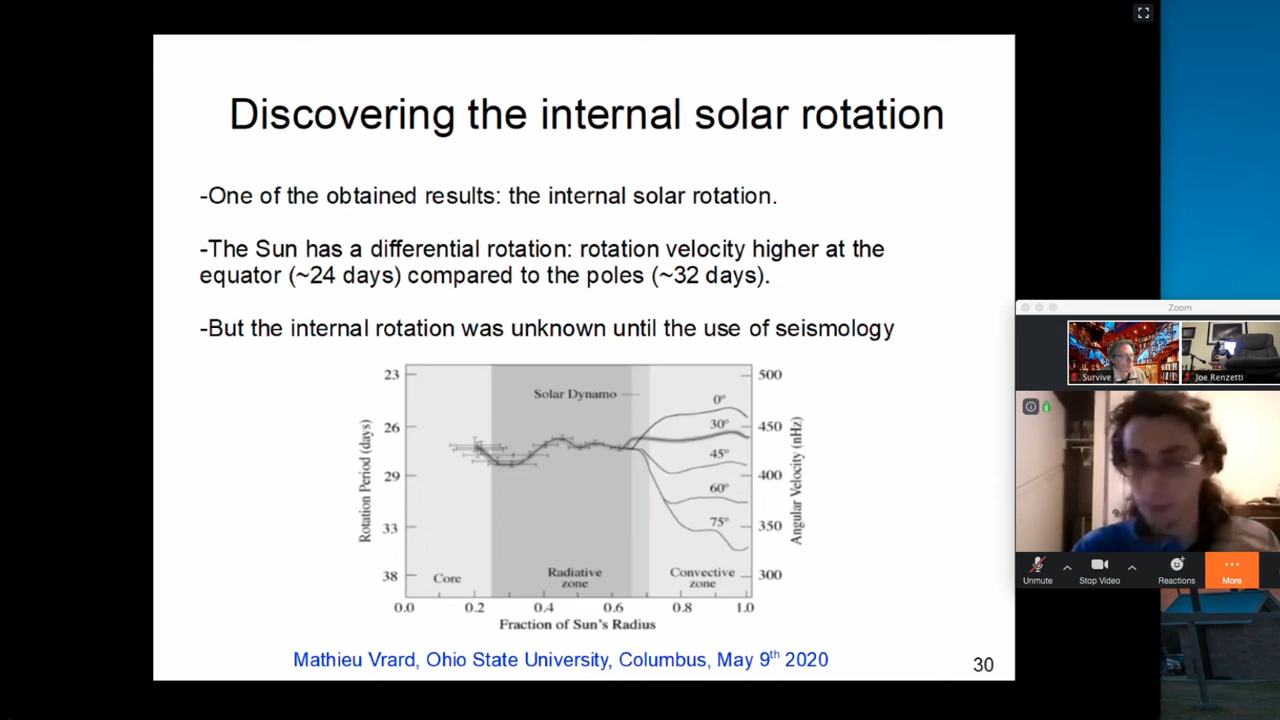 Discovering the internal solar rotation
-One of the obtained results: the internal solar rotation.
-The Sun has a differential rotation: rotation velocity higher at the
equator (~24 days) compared to the poles (~32 days).
-But the internal rotation was unknown until the use of seismology
Rotation Period (days)
23
26
29
33
38
Solar Dynamo
0°
30°
45°
60°
75°
Core
Radiative
zone
Convective
zone
500
450
400
350
300
Angular Velocity (nHz)
0.0 0.2 0.4 0.6 0.8 1.0
Fraction of Sun's Radius
Mathieu Vrard, Ohio State University, Columbus, May 9th 2020
30
Zoom
Survive
Joe Renzetti
Unmute
Stop Video
Reactions
More